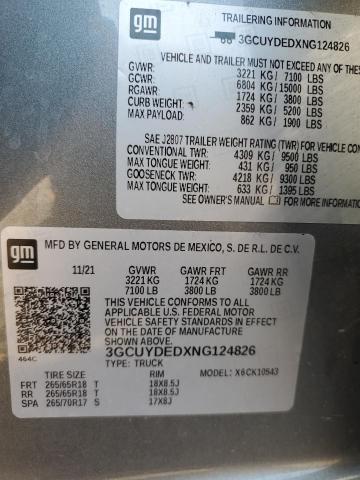 gm
TRAILERING INFORMATION
3GCUYDEDXNG124826
VEHICLE AND TRAILER MUST NOT EXCEED ANY OF THE
GVWR: 3221 KG/ 7100 LBS
GCWR: 6804 KG/15000 LBS
RGAWR: 1724 KG/ 3800 LBS
CURB WEIGHT: 2359 KG/ 5200 LBS
MAX PAYLOAD: 862 KG/ 1900 LBS
SAE J2807 TRAILER WEIGHT RATING (TWR) FOR VEHICLE
CONVENTIONAL TWR: 4309 KG/ 9500 LBS
MAX TONGUE WEIGHT: 431 KG/ 950 LBS
GOOSENECK TWR: 4218 KG/ 9300 LBS
MAX TONGUE WEIGHT: 633 KG/ 1395 LBS
SEE OWNER'S MANUAL FOR MORE INFORMATION
gm
MFD BY GENERAL MOTORS DE MEXICO, S. DE R.L. DE C.V.
11/21 GVWR GAWR FRT GAWR RR
3221 KG 1724 KG 1724 KG
7100 LB 3800 LB 3800 LB
THIS VEHICLE CONFORMS TO ALL
APPLICABLE U.S. FEDERAL MOTOR
VEHICLE SAFETY STANDARDS IN EFFECT
ON THE DATE OF MANUFACTURE
SHOWN ABOVE.
464C 3GCUYDEDXNG124826
TYPE: TRUCK MODEL: X6CK10543
TIRE SIZE RIM
FRT 265/65R18 T 18X8.5J
RR 265/65R18 T 18X8.5J
SPA 265/70R17 S 17X8J